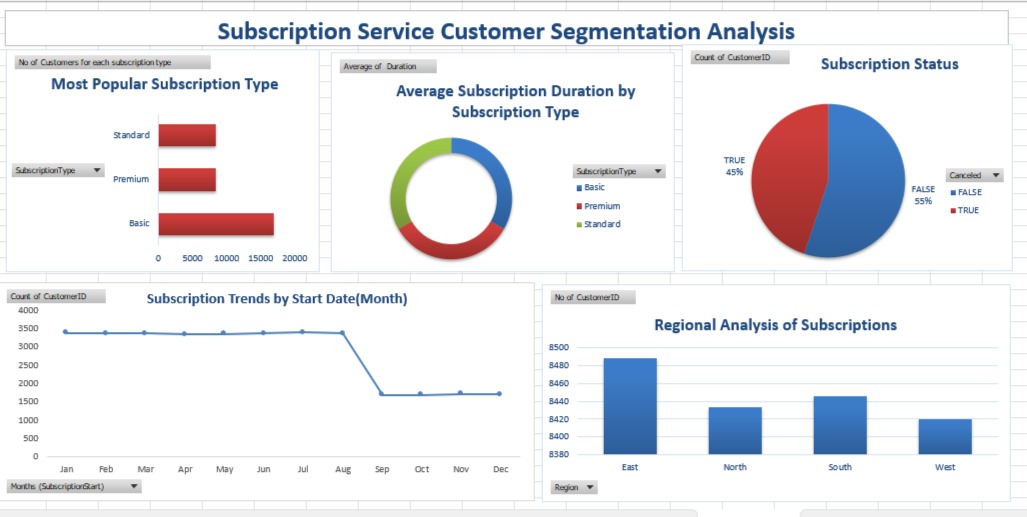 Subscription Service Customer Segmentation Analysis
No of Customers for each subscription type
Most Popular Subscription Type
SubscriptionType
Standard
Premium
Basic
0 5000 10000 15000 20000
Average of Duration
Average Subscription Duration by
Subscription Type
SubscriptionType
Basic
Premium
Standard
Count of CustomerID
Subscription Status
TRUE
45%
FALSE
55%
Canceled
FALSE
TRUE
Count of CustomerID
Subscription Trends by Start Date(Month)
4000
3500
3000
2500
2000
1500
1000
500
0
Jan Feb Mar Apr May Jun Jul Aug Sep Oct Nov Dec
Months (SubscriptionStart)
No of CustomerID
Regional Analysis of Subscriptions
8500
8480
8460
8440
8420
8400
8380
East North South West
Region